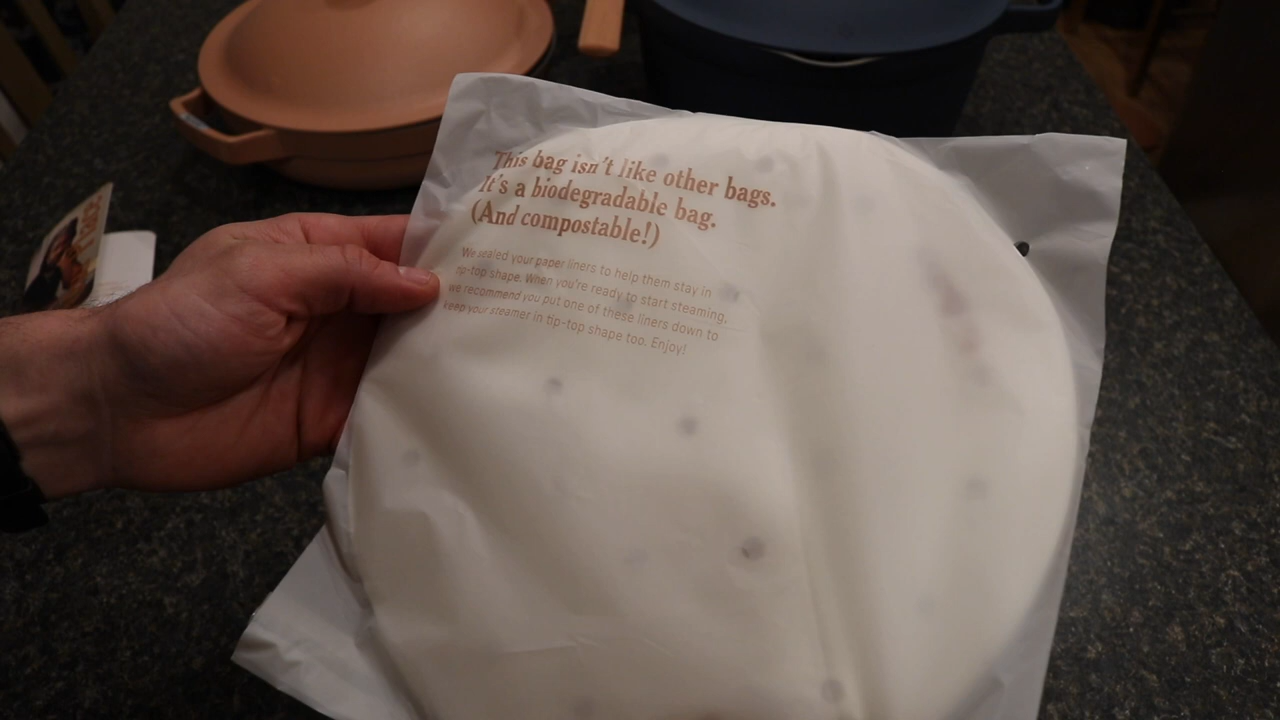 This bag isn't like other bags.
It's a biodegradable bag.
(And compostable!)
We sealed your paper liners to help them stay in
tip-top shape. When you're ready to start steaming,
we recommend you put one of these liners down to
keep your steamer in tip-top shape too. Enjoy!